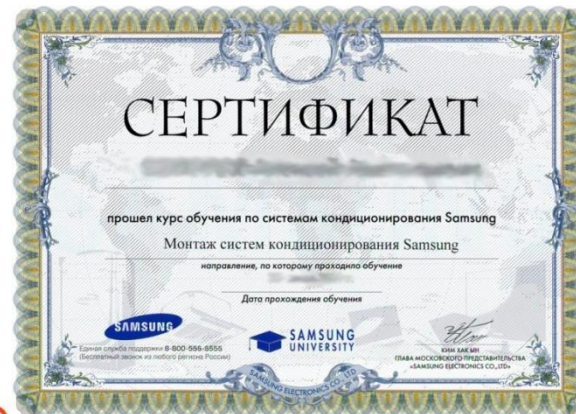 СЕРТИФИКАТ
прошел курс обучения по системам кондиционирования Samsung
Монтаж систем кондиционирования Samsung
направление, по которому проходило обучение
Дата прохождения обучения
SAMSUNG
Единая служба поддержки 8-800-555-5555
(Бесплатный звонок из любого региона России)
SAMSUNG
UNIVERSITY
КИМ ХАК ЫН
ГЛАВА МОСКОВСКОГО ПРЕДСТАВИТЕЛЬСТВА
«SAMSUNG ELECTRONICS CO., LTD»
SAMSUNG ELECTRONICS CO., LTD